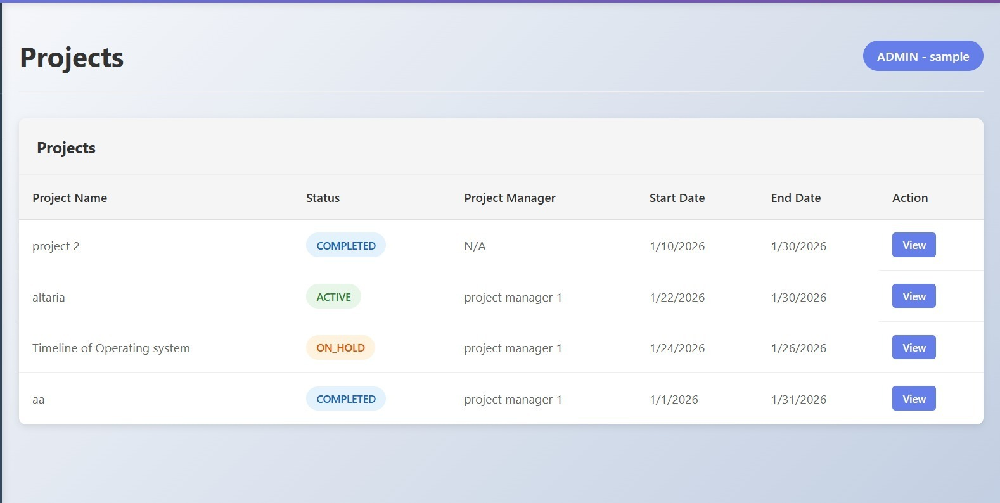 Projects
ADMIN - sample
Projects
Project Name Status Project Manager Start Date End Date Action
project 2 COMPLETED N/A 1/10/2026 1/30/2026 View
altaria ACTIVE project manager 1 1/22/2026 1/30/2026 View
Timeline of Operating system ON_HOLD project manager 1 1/24/2026 1/26/2026 View
aa COMPLETED project manager 1 1/1/2026 1/31/2026 View